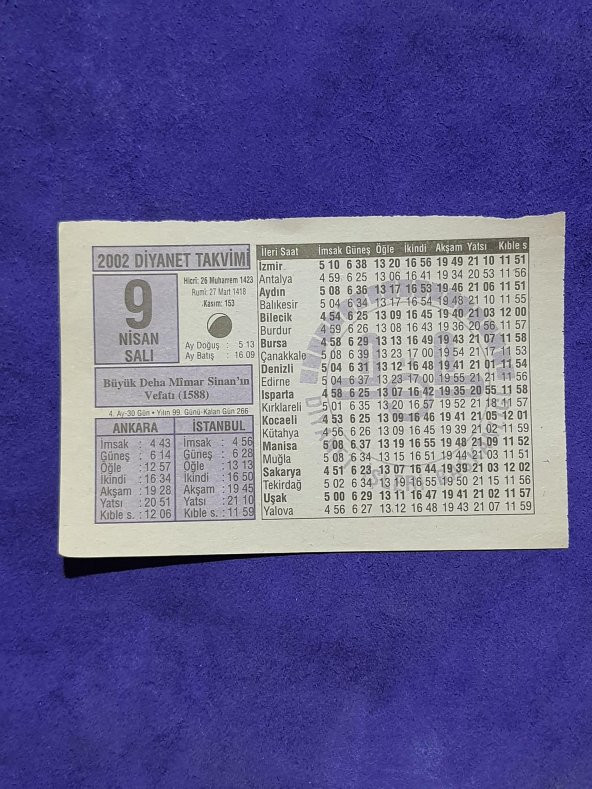 2002 DİYANET TAKVİMİ
9
NİSAN
SALI
Hicri: 26 Muharrem 1423
Rumi: 27 Mart 1418
Kasım: 153
Ay Doğuş : 5 13
Ay Batış : 16 09
Büyük Deha Mîmar Sinan'ın
Vefatı (1588)
4. Ay-30 Gün • Yılın 99. Günü-Kalan Gün 266
ANKARA
İmsak : 4 43
Güneş : 6 14
Öğle : 12 57
İkindi : 16 34
Akşam : 19 28
Yatsı : 20 51
Kıble s. : 12 06
İSTANBUL
İmsak : 4 56
Güneş : 6 28
Öğle : 13 13
İkindi : 16 50
Akşam : 19 45
Yatsı : 21 10
Kıble s. : 11 59
İleri Saat İmsak Güneş Öğle İkindi Akşam Yatsı Kıble s
İzmir 5 10 6 38 13 20 16 56 19 49 21 10 11 51
Antalya 4 59 6 25 13 06 16 41 19 34 20 53 11 56
Aydın 5 08 6 36 13 17 16 53 19 46 21 06 11 51
Balıkesir 5 04 6 34 13 17 16 54 19 48 21 10 11 55
Bilecik 4 54 6 25 13 09 16 45 19 40 21 03 12 00
Burdur 4 59 6 26 13 08 16 43 19 36 20 56 11 57
Bursa 4 58 6 29 13 13 16 49 19 43 21 07 11 58
Çanakkale 5 08 6 39 13 23 17 00 19 54 21 17 11 53
Denizli 5 04 6 31 13 12 16 48 19 41 21 01 11 54
Edirne 5 04 6 37 13 23 17 00 19 55 21 21 11 56
Isparta 4 58 6 25 13 07 16 42 19 35 20 55 11 58
Kırklareli 5 01 6 35 13 20 16 57 19 52 21 18 11 57
Kocaeli 4 53 6 25 13 09 16 46 19 41 21 05 12 01
Kütahya 4 56 6 26 13 09 16 45 19 39 21 01 11 58
Manisa 5 08 6 37 13 19 16 55 19 48 21 09 11 52
Muğla 5 08 6 34 13 15 16 51 19 44 21 03 11 51
Sakarya 4 51 6 23 13 07 16 44 19 39 21 03 12 02
Tekirdağ 5 02 6 34 13 19 16 55 19 50 21 15 11 56
Uşak 5 00 6 29 13 11 16 47 19 41 21 02 11 57
Yalova 4 56 6 27 13 12 16 48 19 43 21 07 11 59